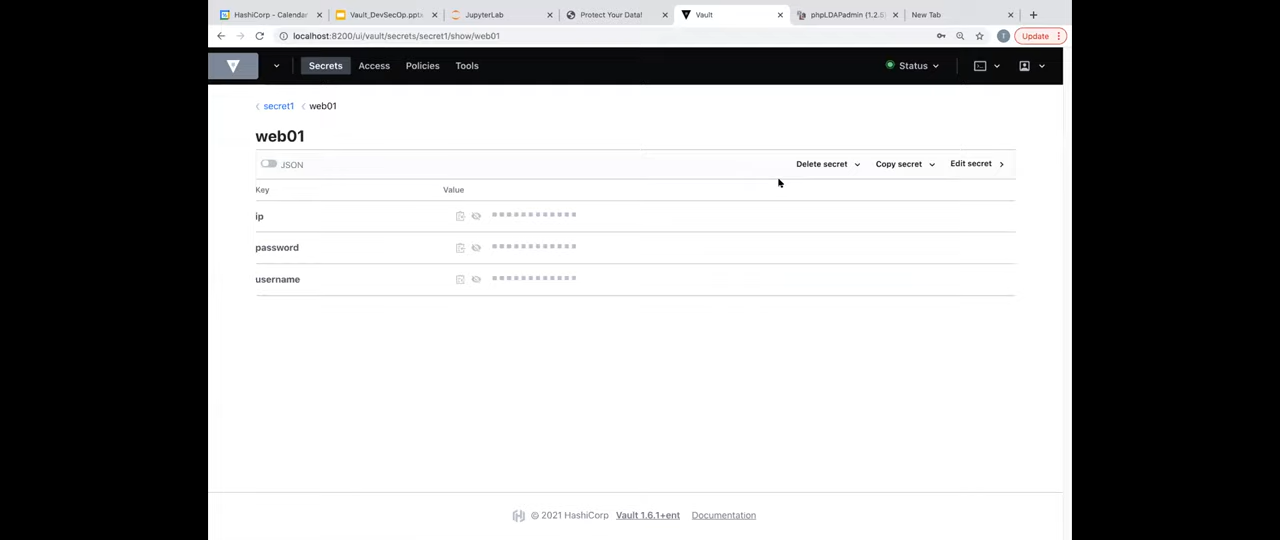 HashiCorp - Calendar
Vault_DevSecOp.pptx
JupyterLab
Protect Your Data!
Vault
phpLDAPadmin (1.2.5)
New Tab
localhost:8200/ui/vault/secrets/secret1/show/web01
T
Update
Secrets
Access
Policies
Tools
Status
secret1
web01
web01
JSON
Delete secret
Copy secret
Edit secret
Key
Value
ip
password
username
© 2021 HashiCorp
Vault 1.6.1+ent
Documentation